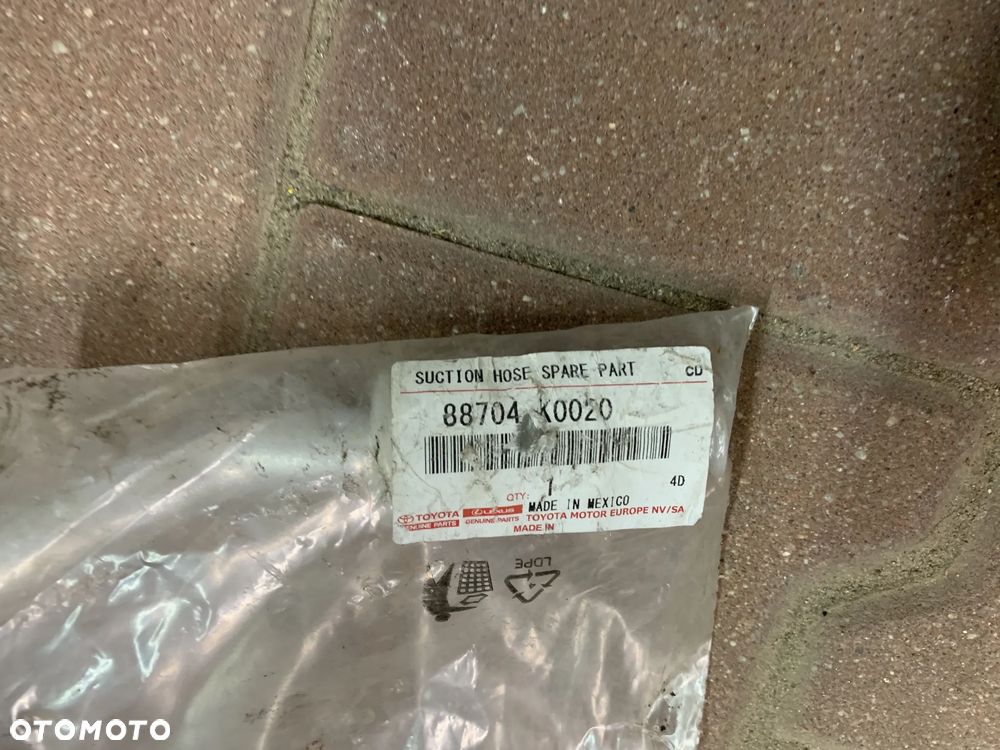 SUCTION HOSE SPARE PART CD
88704-K0020
QTY: 1 4D
MADE IN MEXICO
TOYOTA LEXUS TOYOTA MOTOR EUROPE NV/SA
GENUINE PARTS GENUINE PARTS MADE IN
LDPE
OTOMOTO